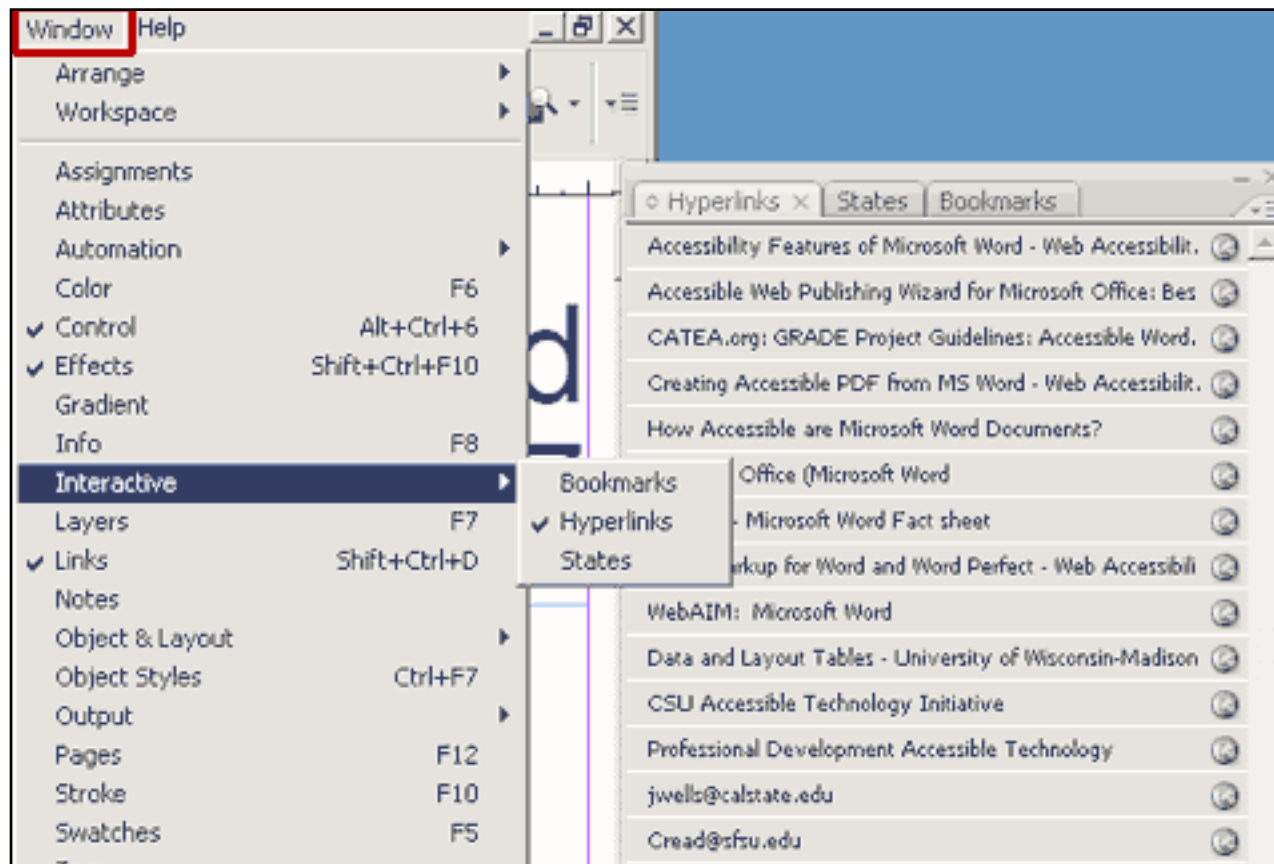 Window Help
Arrange
Workspace
Assignments
Attributes
Automation
Color F6
Control Alt+Ctrl+6
Effects Shift+Ctrl+F10
Gradient
Info F8
Interactive
Layers F7
Links Shift+Ctrl+D
Notes
Object & Layout
Object Styles Ctrl+F7
Output
Pages F12
Stroke F10
Swatches F5
Bookmarks
Hyperlinks
States
d
Hyperlinks States Bookmarks
Accessibility Features of Microsoft Word - Web Accessibilit.
Accessible Web Publishing Wizard for Microsoft Office: Bes
CATEA.org: GRADE Project Guidelines: Accessible Word.
Creating Accessible PDF from MS Word - Web Accessibilit.
How Accessible are Microsoft Word Documents?
Office (Microsoft Word
- Microsoft Word Fact sheet
for Word and Word Perfect - Web Accessibili
WebAIM: Microsoft Word
Data and Layout Tables - University of Wisconsin-Madison
CSU Accessible Technology Initiative
Professional Development Accessible Technology
jwells@calstate.edu
Cread@sfsu.edu